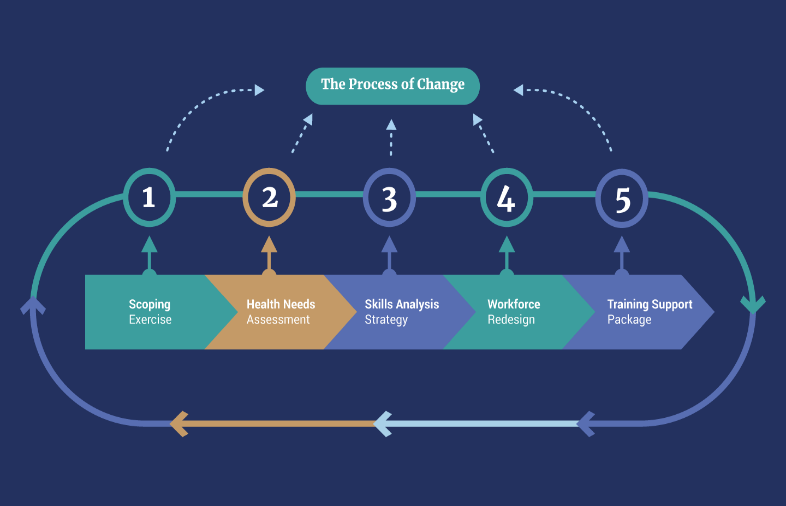 The Process of Change
1
2
3
4
5
Scoping
Exercise
Health Needs
Assessment
Skills Analysis
Strategy
Workforce
Redesign
Training Support
Package